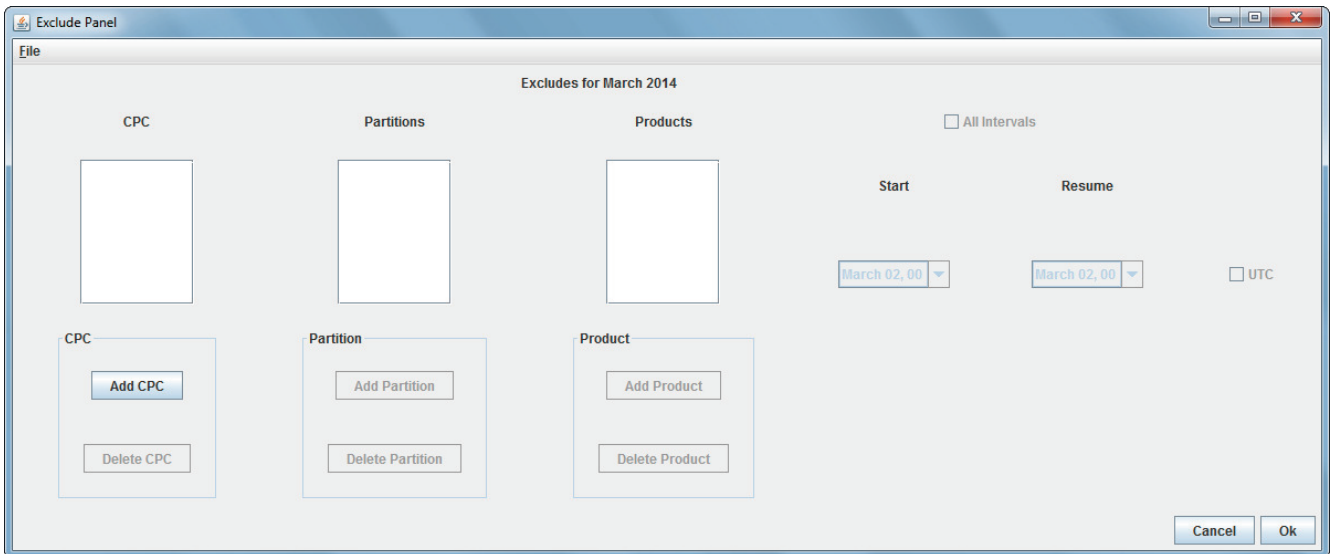 Exclude Panel
File
Excludes for March 2014
CPC Partitions Products All Intervals
Start Resume
March 02, 00 March 02, 00 UTC
CPC Partition Product
Add CPC Add Partition Add Product
Delete CPC Delete Partition Delete Product
Cancel Ok